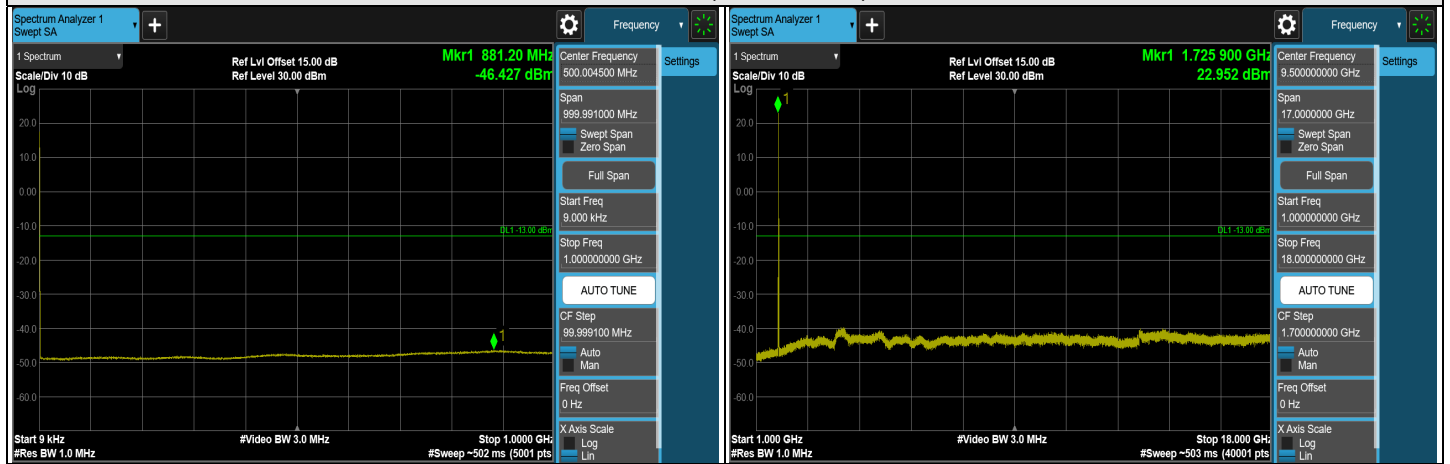 Spectrum Analyzer 1
Swept SA
+
Frequency
1 Spectrum
Scale/Div 10 dB
Log
Ref Lvl Offset 15.00 dB
Ref Level 30.00 dBm
Mkr1 881.20 MHz
-46.427 dBm
1
20.0
10.0
0.00
-10.0
-20.0
-30.0
-40.0
-50.0
-60.0
DL1 -13.00 dBm
Start 9 kHz
#Res BW 1.0 MHz
#Video BW 3.0 MHz
Stop 1.0000 GHz
#Sweep ~502 ms (5001 pts
Center Frequency
500.004500 MHz
Span
999.991000 MHz
Swept Span
Zero Span
Full Span
Start Freq
9.000 kHz
Stop Freq
1.000000000 GHz
AUTO TUNE
CF Step
99.999100 MHz
Auto
Man
Freq Offset
0 Hz
X Axis Scale
Log
Lin
Settings
Spectrum Analyzer 1
Swept SA
+
Frequency
1 Spectrum
Scale/Div 10 dB
Log
Ref Lvl Offset 15.00 dB
Ref Level 30.00 dBm
Mkr1 1.725 900 GHz
22.952 dBm
1
20.0
10.0
0.00
-10.0
-20.0
-30.0
-40.0
-50.0
-60.0
DL1 -13.00 dBm
Start 1.000 GHz
#Res BW 1.0 MHz
#Video BW 3.0 MHz
Stop 18.000 GHz
#Sweep ~503 ms (40001 pts
Center Frequency
9.500000000 GHz
Span
17.0000000 GHz
Swept Span
Zero Span
Full Span
Start Freq
1.000000000 GHz
Stop Freq
18.000000000 GHz
AUTO TUNE
CF Step
1.700000000 GHz
Auto
Man
Freq Offset
0 Hz
X Axis Scale
Log
Lin
Settings